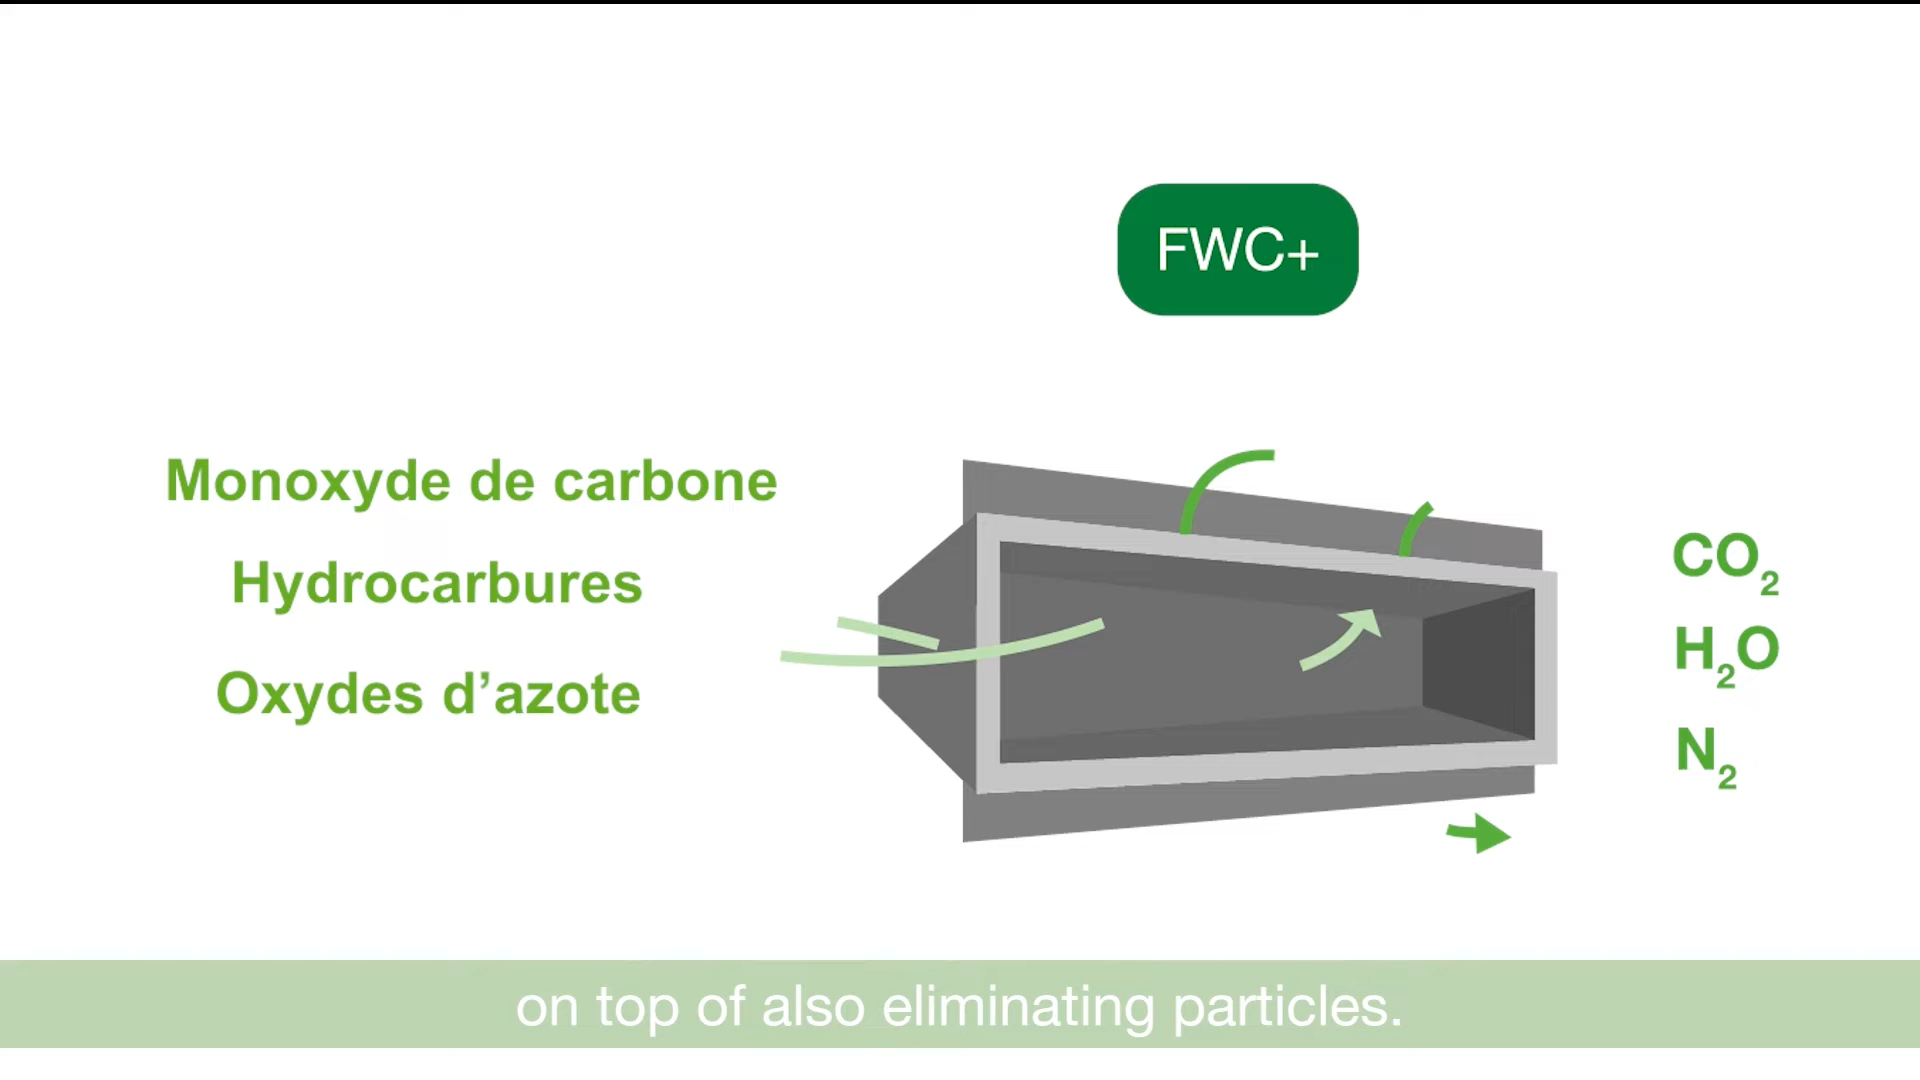 FWC+
Monoxyde de carbone
Hydrocarbures
Oxydes d’azote
CO₂
H₂O
N₂
on top of also eliminating particles.